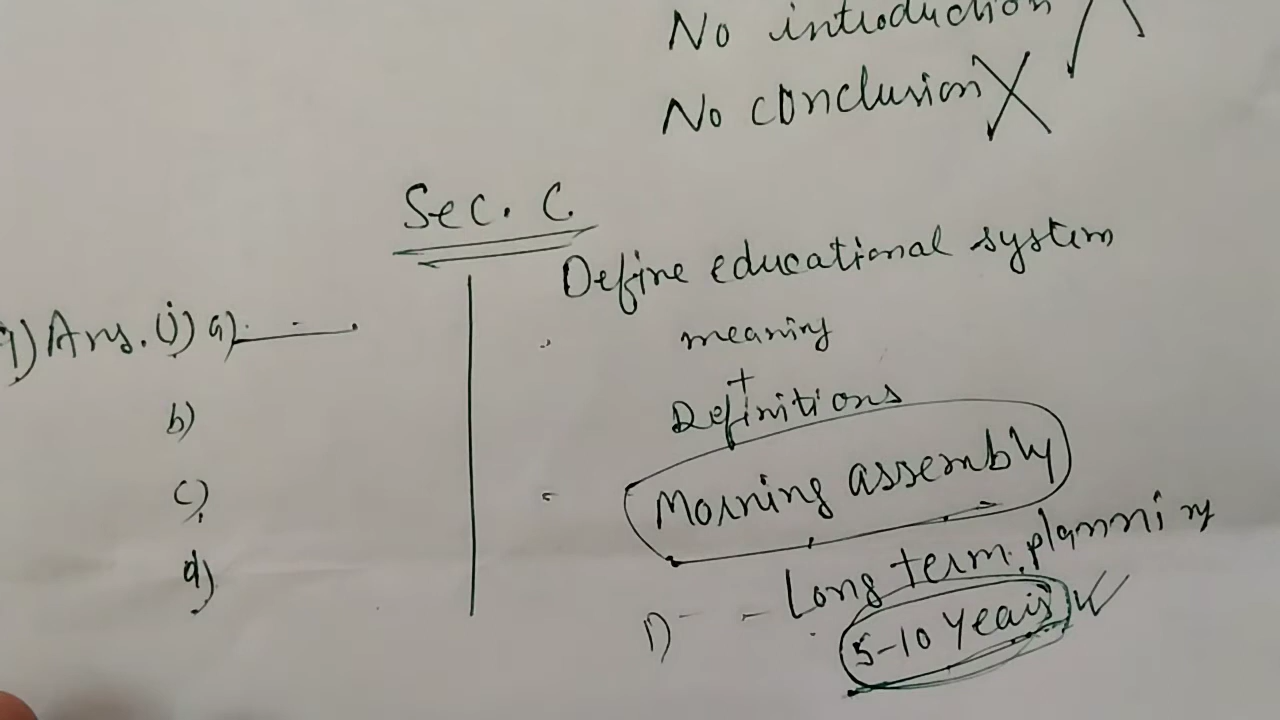 No introduction
No conclusion X
Sec. C.
Define educational system
9) Ans. (i) a)
meaning
+
Definitions
b)
Morning assembly
c)
Long term planning
d)
1)
5-10 Years